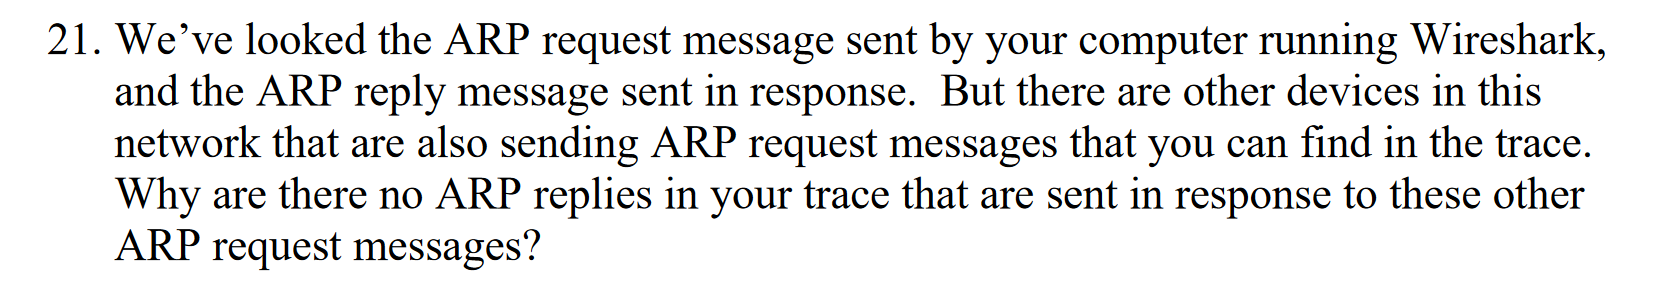 21. We’ve looked the ARP request message sent by your computer running Wireshark,
and the ARP reply message sent in response.  But there are other devices in this
network that are also sending ARP request messages that you can find in the trace.
Why are there no ARP replies in your trace that are sent in response to these other
ARP request messages?